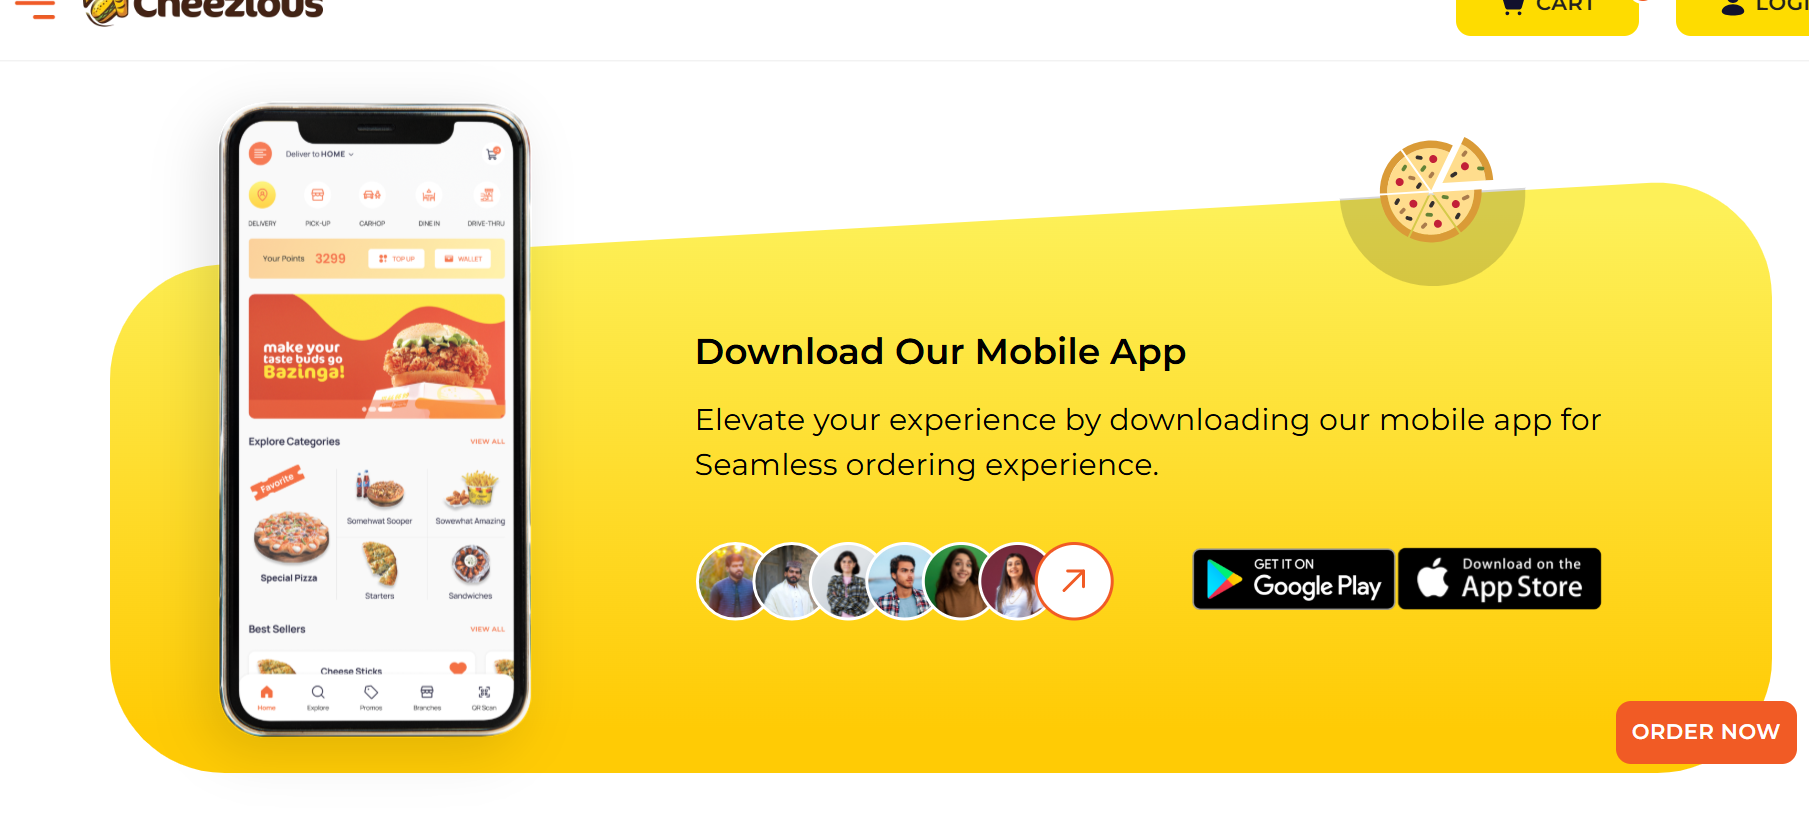 Cheezious
CART
LOGI
Deliver to HOME
DELIVERY PICK-UP CARHOP DINE IN DRIVE-THRU
Your Points 3299 TOP UP WALLET
make your
taste buds go
Bazinga!
Explore Categories VIEW ALL
Favorite
Somehwat Sooper Sowewhat Amazing
Special Pizza
Starters Sandwiches
Best Sellers VIEW ALL
Cheese Sticks
Home Explore Promos Branches QR Scan
Download Our Mobile App
Elevate your experience by downloading our mobile app for
Seamless ordering experience.
GET IT ON
Google Play
Download on the
App Store
ORDER NOW